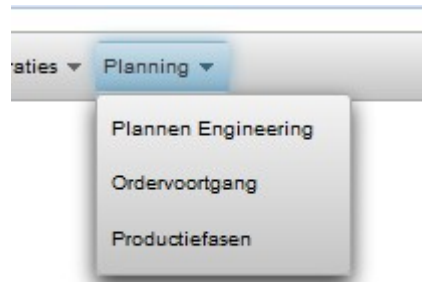 raties Planning
Plannen Engineering
Ordervoortgang
Productiefasen